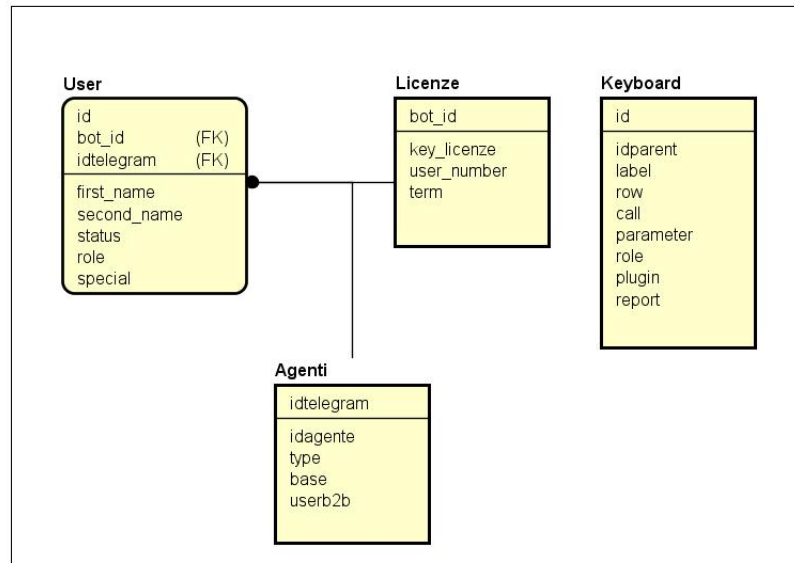 User
id
bot_id (FK)
idtelegram (FK)
first_name
second_name
status
role
special
Licenze
bot_id
key_licenze
user_number
term
Keyboard
id
idparent
label
row
call
parameter
role
plugin
report
Agenti
idtelegram
idagente
type
base
userb2b